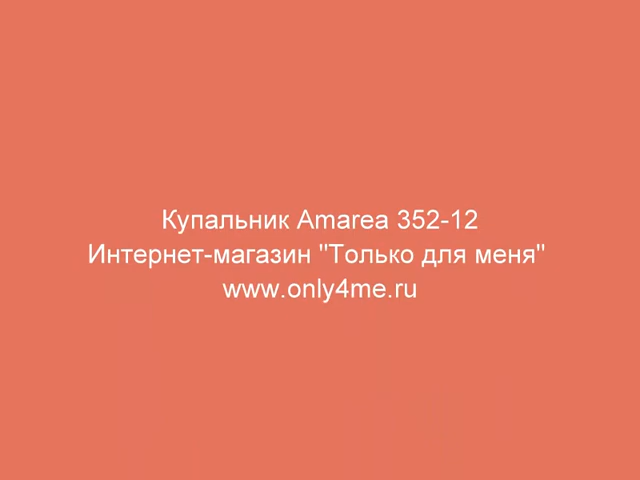 Купальник Amarea 352-12
Интернет-магазин "Только для меня"
www.only4me.ru